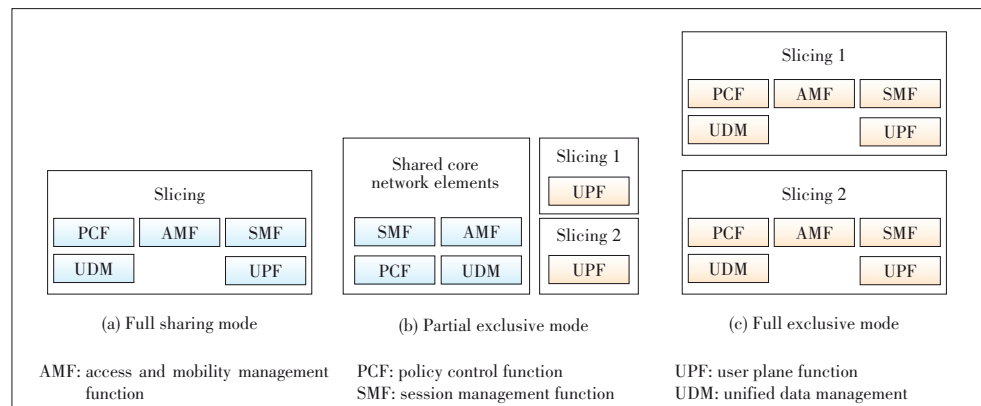 Slicing
PCF
AMF
SMF
UDM
UPF
(a) Full sharing mode
Shared core
network elements
SMF
AMF
PCF
UDM
Slicing 1
UPF
Slicing 2
UPF
(b) Partial exclusive mode
Slicing 1
PCF
AMF
SMF
UDM
UPF
Slicing 2
PCF
AMF
SMF
UDM
UPF
(c) Full exclusive mode
AMF: access and mobility management
function
PCF: policy control function
SMF: session management function
UPF: user plane function
UDM: unified data management